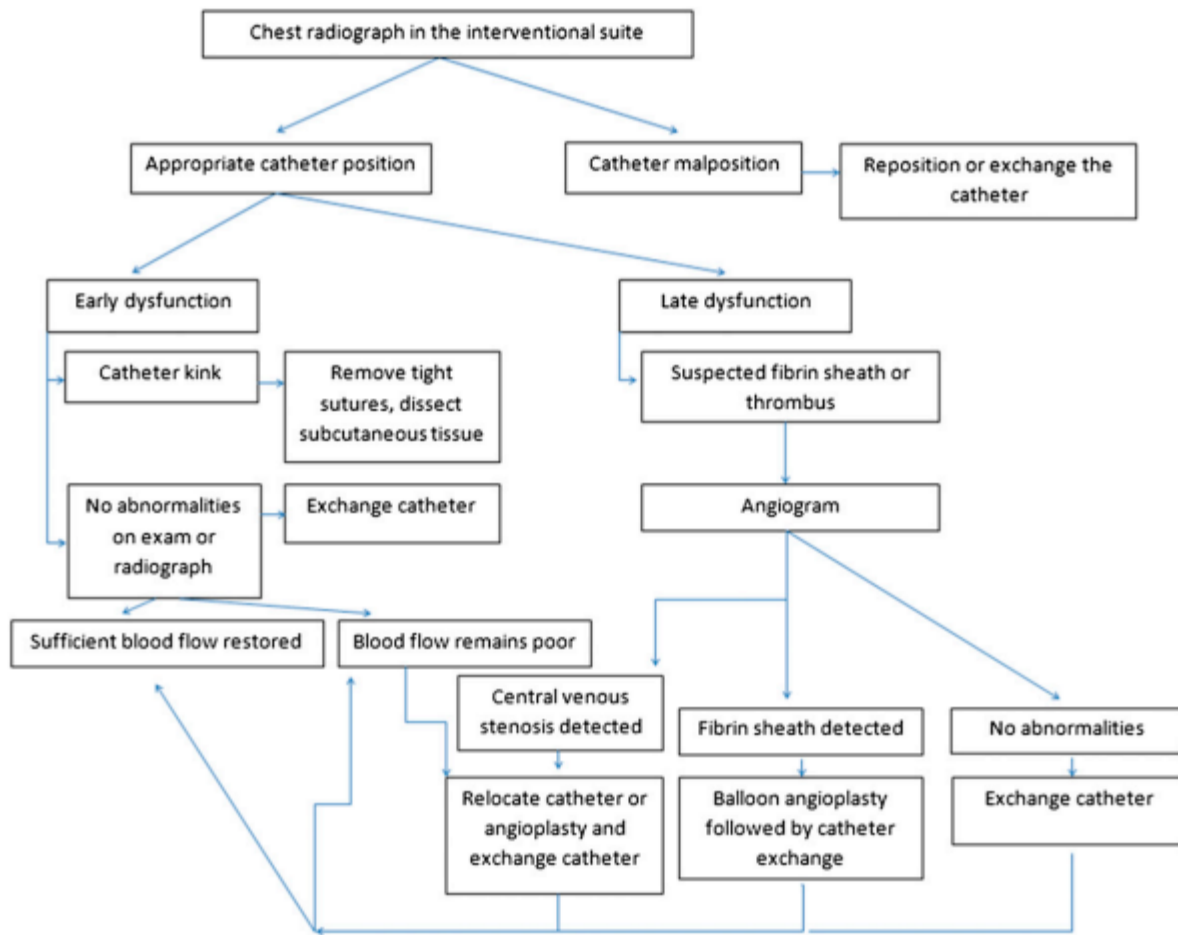 Chest radiograph in the interventional suite
Appropriate catheter position
Catheter malposition
Reposition or exchange the
catheter
Early dysfunction
Late dysfunction
Catheter kink
Remove tight
sutures, dissect
subcutaneous tissue
Suspected fibrin sheath or
thrombus
No abnormalities
on exam or
radiograph
Exchange catheter
Angiogram
Sufficient blood flow restored
Blood flow remains poor
Central venous
stenosis detected
Fibrin sheath detected
No abnormalities
Relocate catheter or
angioplasty and
exchange catheter
Balloon angioplasty
followed by catheter
exchange
Exchange catheter